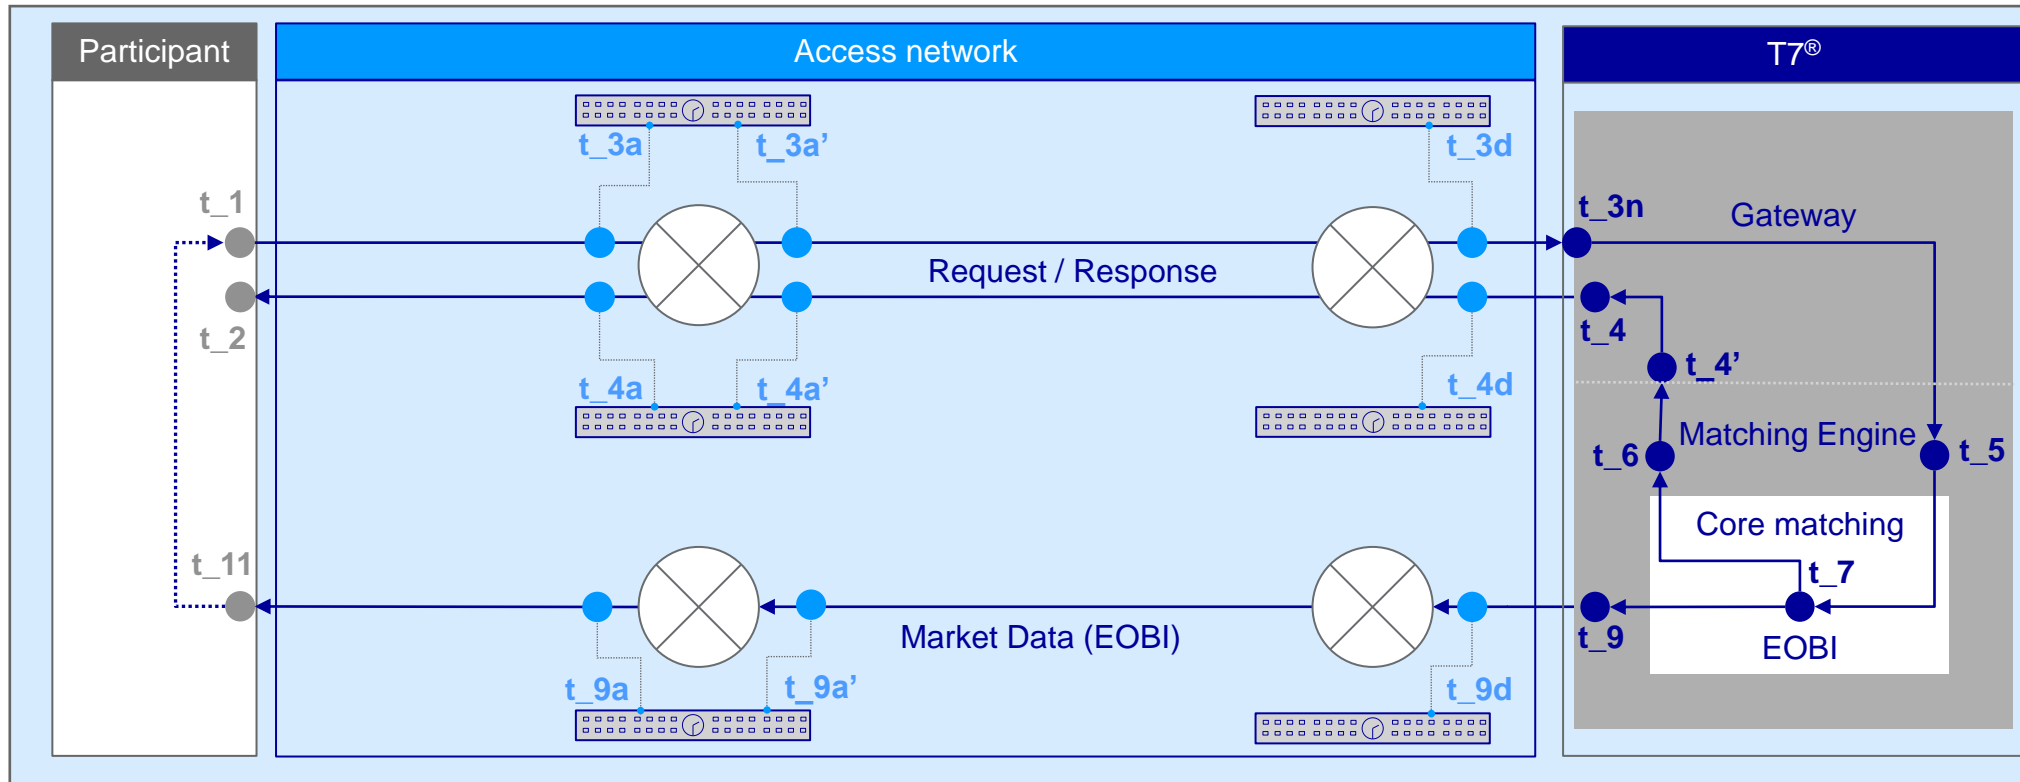 Participant
Access network
T7®
t_3a
t_3a’
t_3d
t_1
t_3n
Gateway
Request / Response
t_2
t_4
t_4a
t_4a’
t_4d
t_4’
Matching Engine
t_6
t_5
Core matching
t_11
t_7
Market Data (EOBI)
t_9
EOBI
t_9a
t_9a’
t_9d